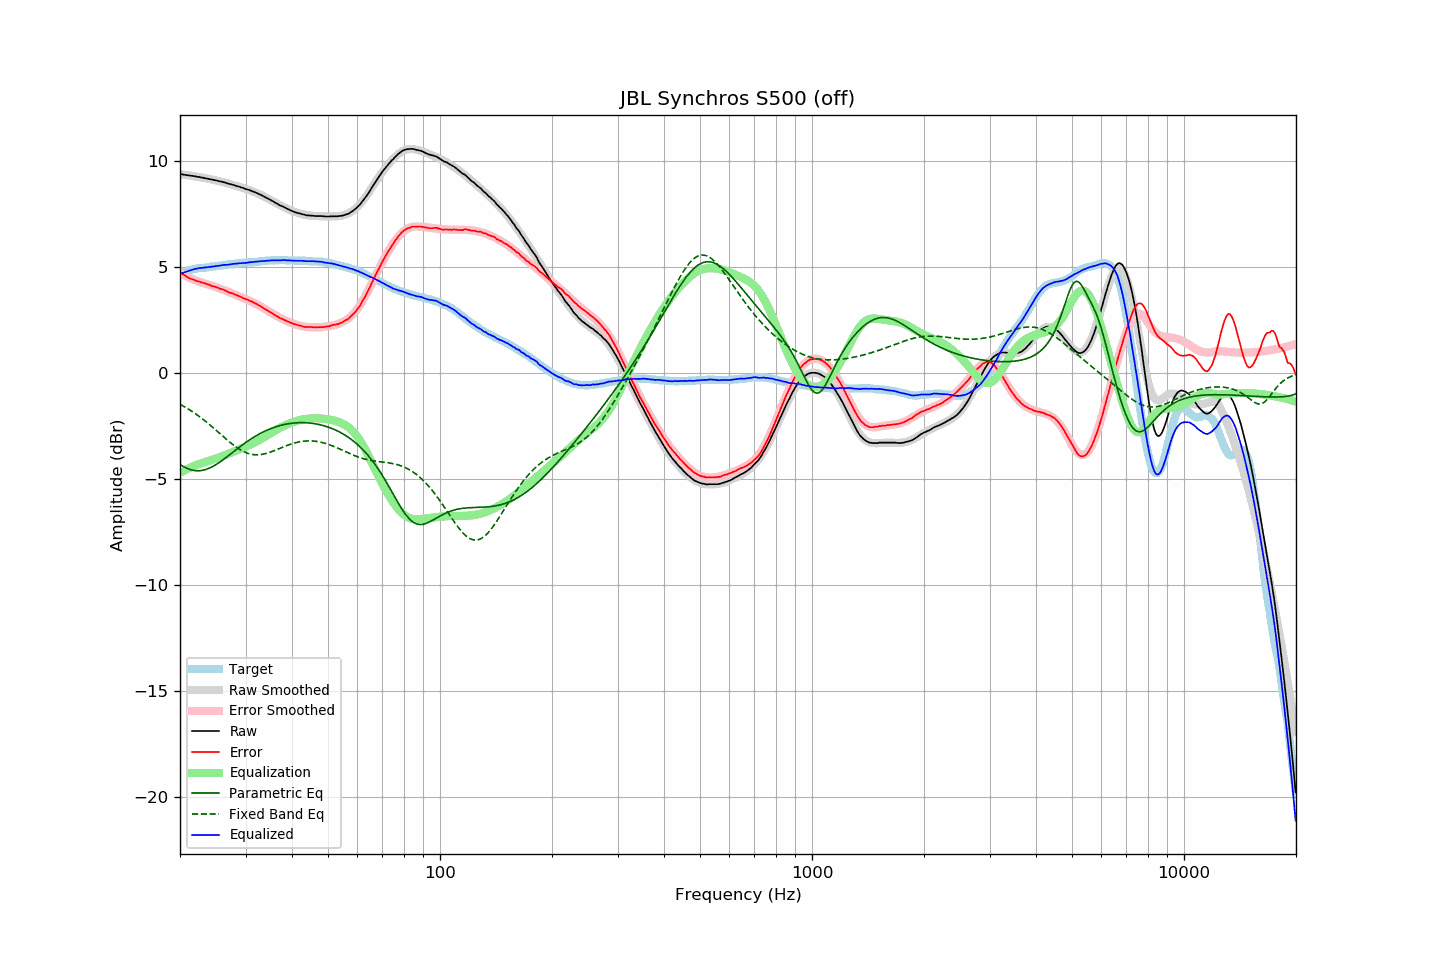 JBL Synchros S500 (off)
Amplitude (dBr)
10
5
0
−5
−10
−15
−20
Target
Raw Smoothed
Error Smoothed
Raw
Error
Equalization
Parametric Eq
Fixed Band Eq
Equalized
100 1000 10000
Frequency (Hz)